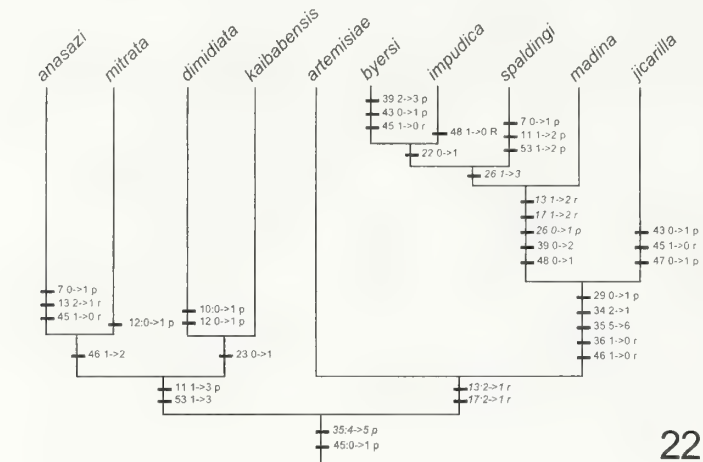 anasazi
mitrata
dimidiata
kaibabensis
artemisiae
byersi
impudica
spaldingi
madina
jicarilla
39 2->3 p
43 0->1 p
45 1->0 r
48 1->0 R
7 0->1 p
11 1->2 p
53 1->2 p
22 0->1
26 1->3
13 1->2 r
17 1->2 r
26 0->1 p
39 0->2
48 0->1
43 0->1 p
45 1->0 r
47 0->1 p
7 0->1 p
13 2->1 r
45 1->0 r
12:0->1 p
10:0->1 p
12 0->1 p
29 0->1 p
34 2->1
35 5->6
36 1->0 r
46 1->0 r
46 1->2
23 0->1
11 1->3 p
53 1->3
13:2->1 r
17:2->1 r
35:4->5 p
45:0->1 p
22